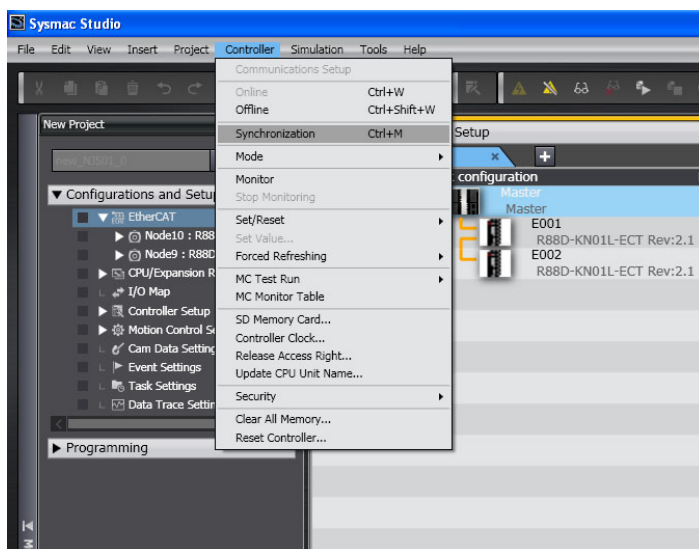 Sysmac Studio
File Edit View Insert Project Controller Simulation Tools Help
Communications Setup
Online Ctrl+W
Offline Ctrl+Shift+W
Synchronization Ctrl+M
Mode
Monitor
Stop Monitoring
Set/Reset
Set Value...
Forced Refreshing
MC Test Run
MC Monitor Table
SD Memory Card...
Controller Clock...
Release Access Right...
Update CPU Unit Name...
Security
Clear All Memory...
Reset Controller...
New Project
new_NJ501_0
Configurations and Setu
EtherCAT
Node10 : R88
Node9 : R88D
CPU/Expansion R
I/O Map
Controller Setup
Motion Control Se
Cam Data Setting
Event Settings
Task Settings
Data Trace Settin
Programming
Setup
configuration
Master
Master
E001
R88D-KN01L-ECT Rev:2.1
E002
R88D-KN01L-ECT Rev:2.1